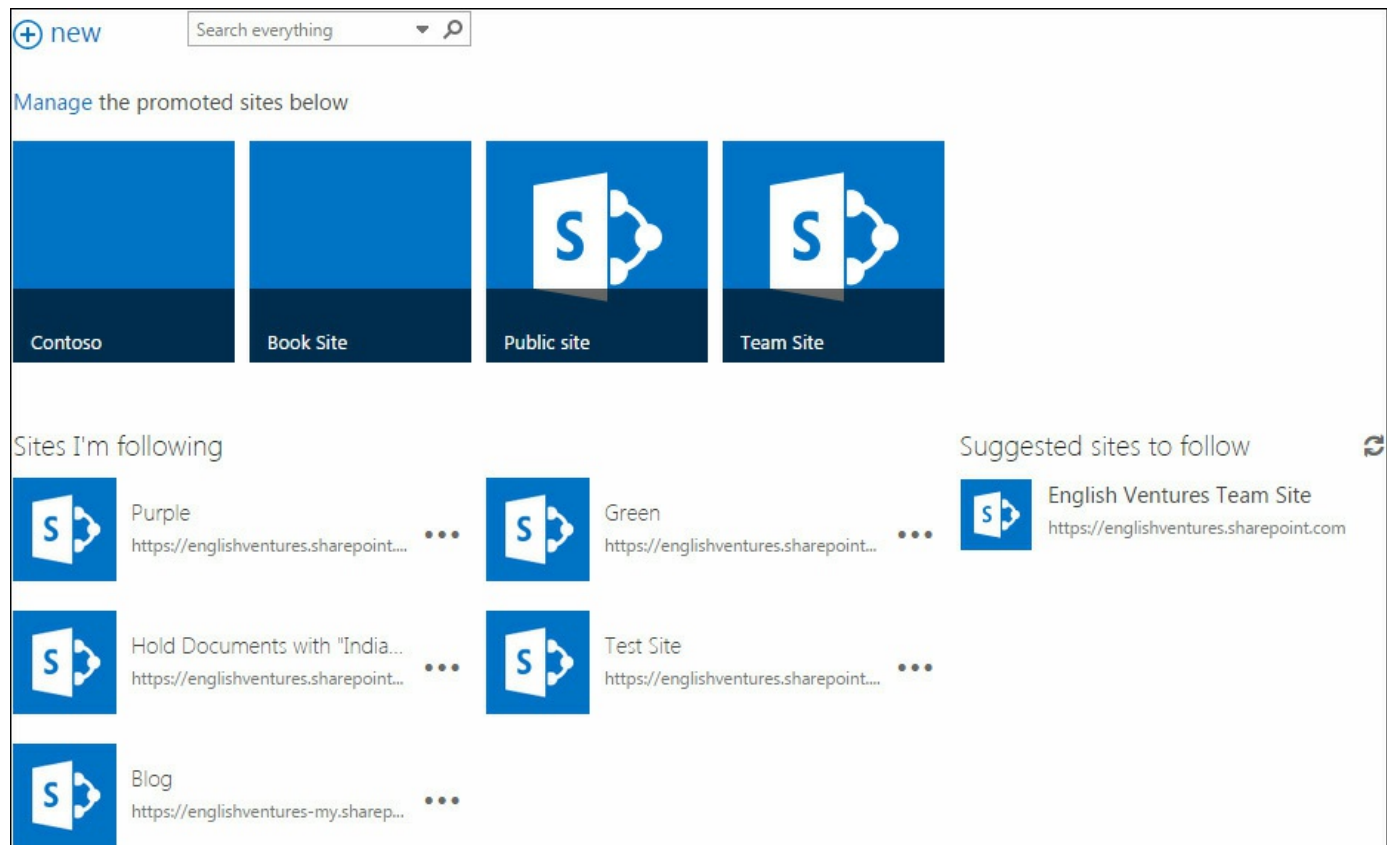 new
Search everything
Manage the promoted sites below
S
S
Contoso
Book Site
Public site
Team Site
Sites I'm following
S
Purple
https://englishventures.sharepoint....
S
Green
https://englishventures.sharepoint...
S
Hold Documents with "India...
https://englishventures.sharepoint...
S
Test Site
https://englishventures.sharepoint....
S
Blog
https://englishventures-my.sharep...
Suggested sites to follow
S
English Ventures Team Site
https://englishventures.sharepoint.com